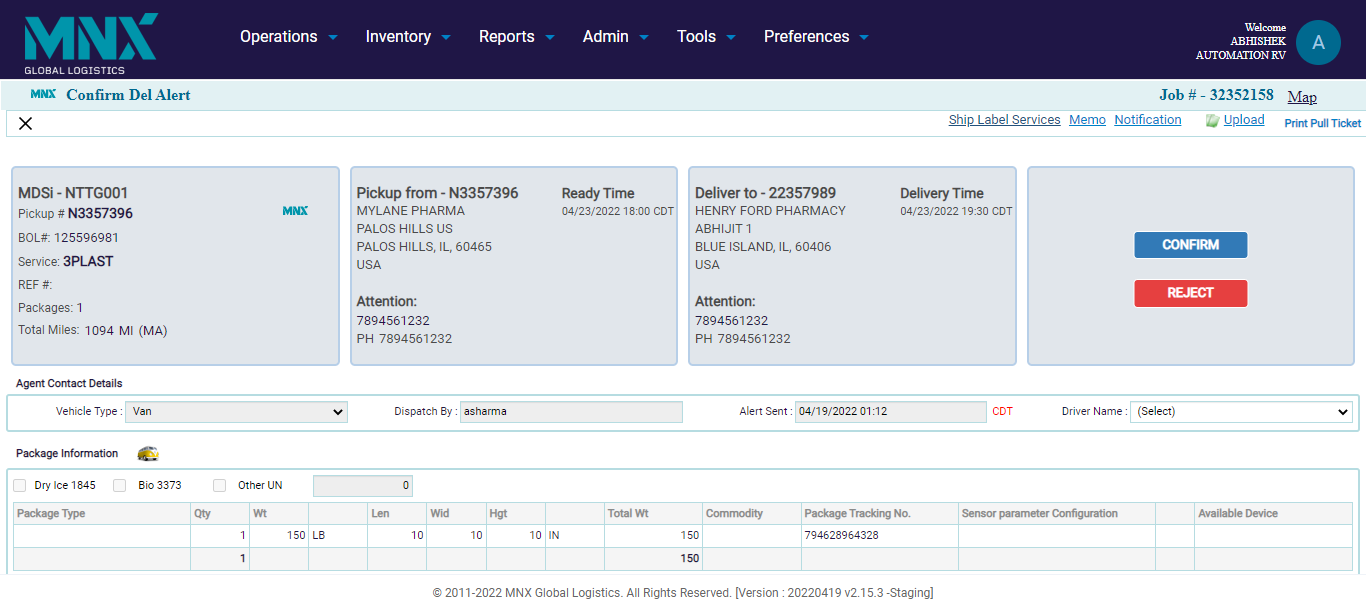 MNX
GLOBAL LOGISTICS
Operations Inventory Reports Admin Tools Preferences
Welcome
ABHISHEK
AUTOMATION RV
A
MNX Confirm Del Alert
Job # - 32352158 Map
Ship Label Services Memo Notification Upload Print Pull Ticket
MDSi - NTTG001
Pickup # N3357396
MNX
BOL#: 125596981
Service: 3PLAST
REF #:
Packages: 1
Total Miles: 1094 MI (MA)
Pickup from - N3357396
MYLANE PHARMA
PALOS HILLS US
PALOS HILLS, IL, 60465
USA
Attention:
7894561232
PH 7894561232
Ready Time
04/23/2022 18:00 CDT
Deliver to - 22357989
HENRY FORD PHARMACY
ABHIJIT 1
BLUE ISLAND, IL, 60406
USA
Attention:
7894561232
PH 7894561232
Delivery Time
04/23/2022 19:30 CDT
CONFIRM
REJECT
Agent Contact Details
Vehicle Type : Van Dispatch By : asharma Alert Sent : 04/19/2022 01:12 CDT Driver Name : (Select)
Package Information
Dry Ice 1845 Bio 3373 Other UN 0
Package Type Qty Wt Len Wid Hgt Total Wt Commodity Package Tracking No. Sensor parameter Configuration Available Device
1 150 LB 10 10 10 IN 150 794628964328
1 150
© 2011-2022 MNX Global Logistics. All Rights Reserved. [Version : 20220419 v2.15.3 -Staging]